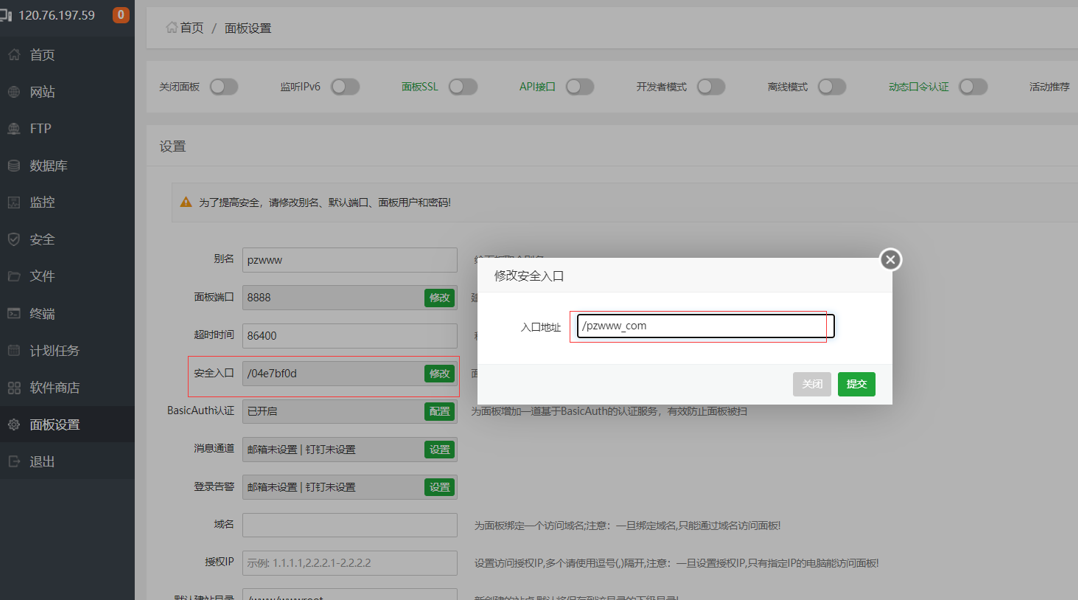 120.76.197.59 0
首页 / 面板设置
首页
网站
FTP
数据库
监控
安全
文件
终端
计划任务
软件商店
面板设置
退出
关闭面板 监听IPv6 面板SSL API接口 开发者模式 离线模式 动态口令认证 活动推荐
设置
为了提高安全，请修改别名、默认端口、面板用户和密码!
别名 pzwww
面板端口 8888 修改
超时时间 86400
安全入口 /04e7bf0d 修改
BasicAuth认证 已开启 配置 为面板增加一道基于BasicAuth的认证服务，有效防止面板被扫
消息通道 邮箱未设置 | 钉钉未设置 设置
登录告警 邮箱未设置 | 钉钉未设置 设置
域名 为面板绑定一个访问域名;注意：一旦绑定域名,只能通过域名访问面板!
授权IP 示例: 1.1.1.1,2.2.2.1-2.2.2.2 设置访问授权IP,多个请使用逗号(,)隔开,注意：一旦设置授权IP,只有指定IP的电脑能访问面板!
默认建站目录 /www/wwwroot
修改安全入口
入口地址 /pzwww_com
关闭 提交